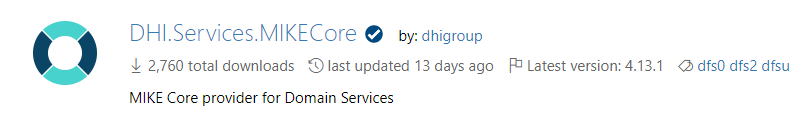 DHI.Services.MIKECore by: dhigroup
2,760 total downloads last updated 13 days ago Latest version: 4.13.1 dfs0 dfs2 dfsu
MIKE Core provider for Domain Services